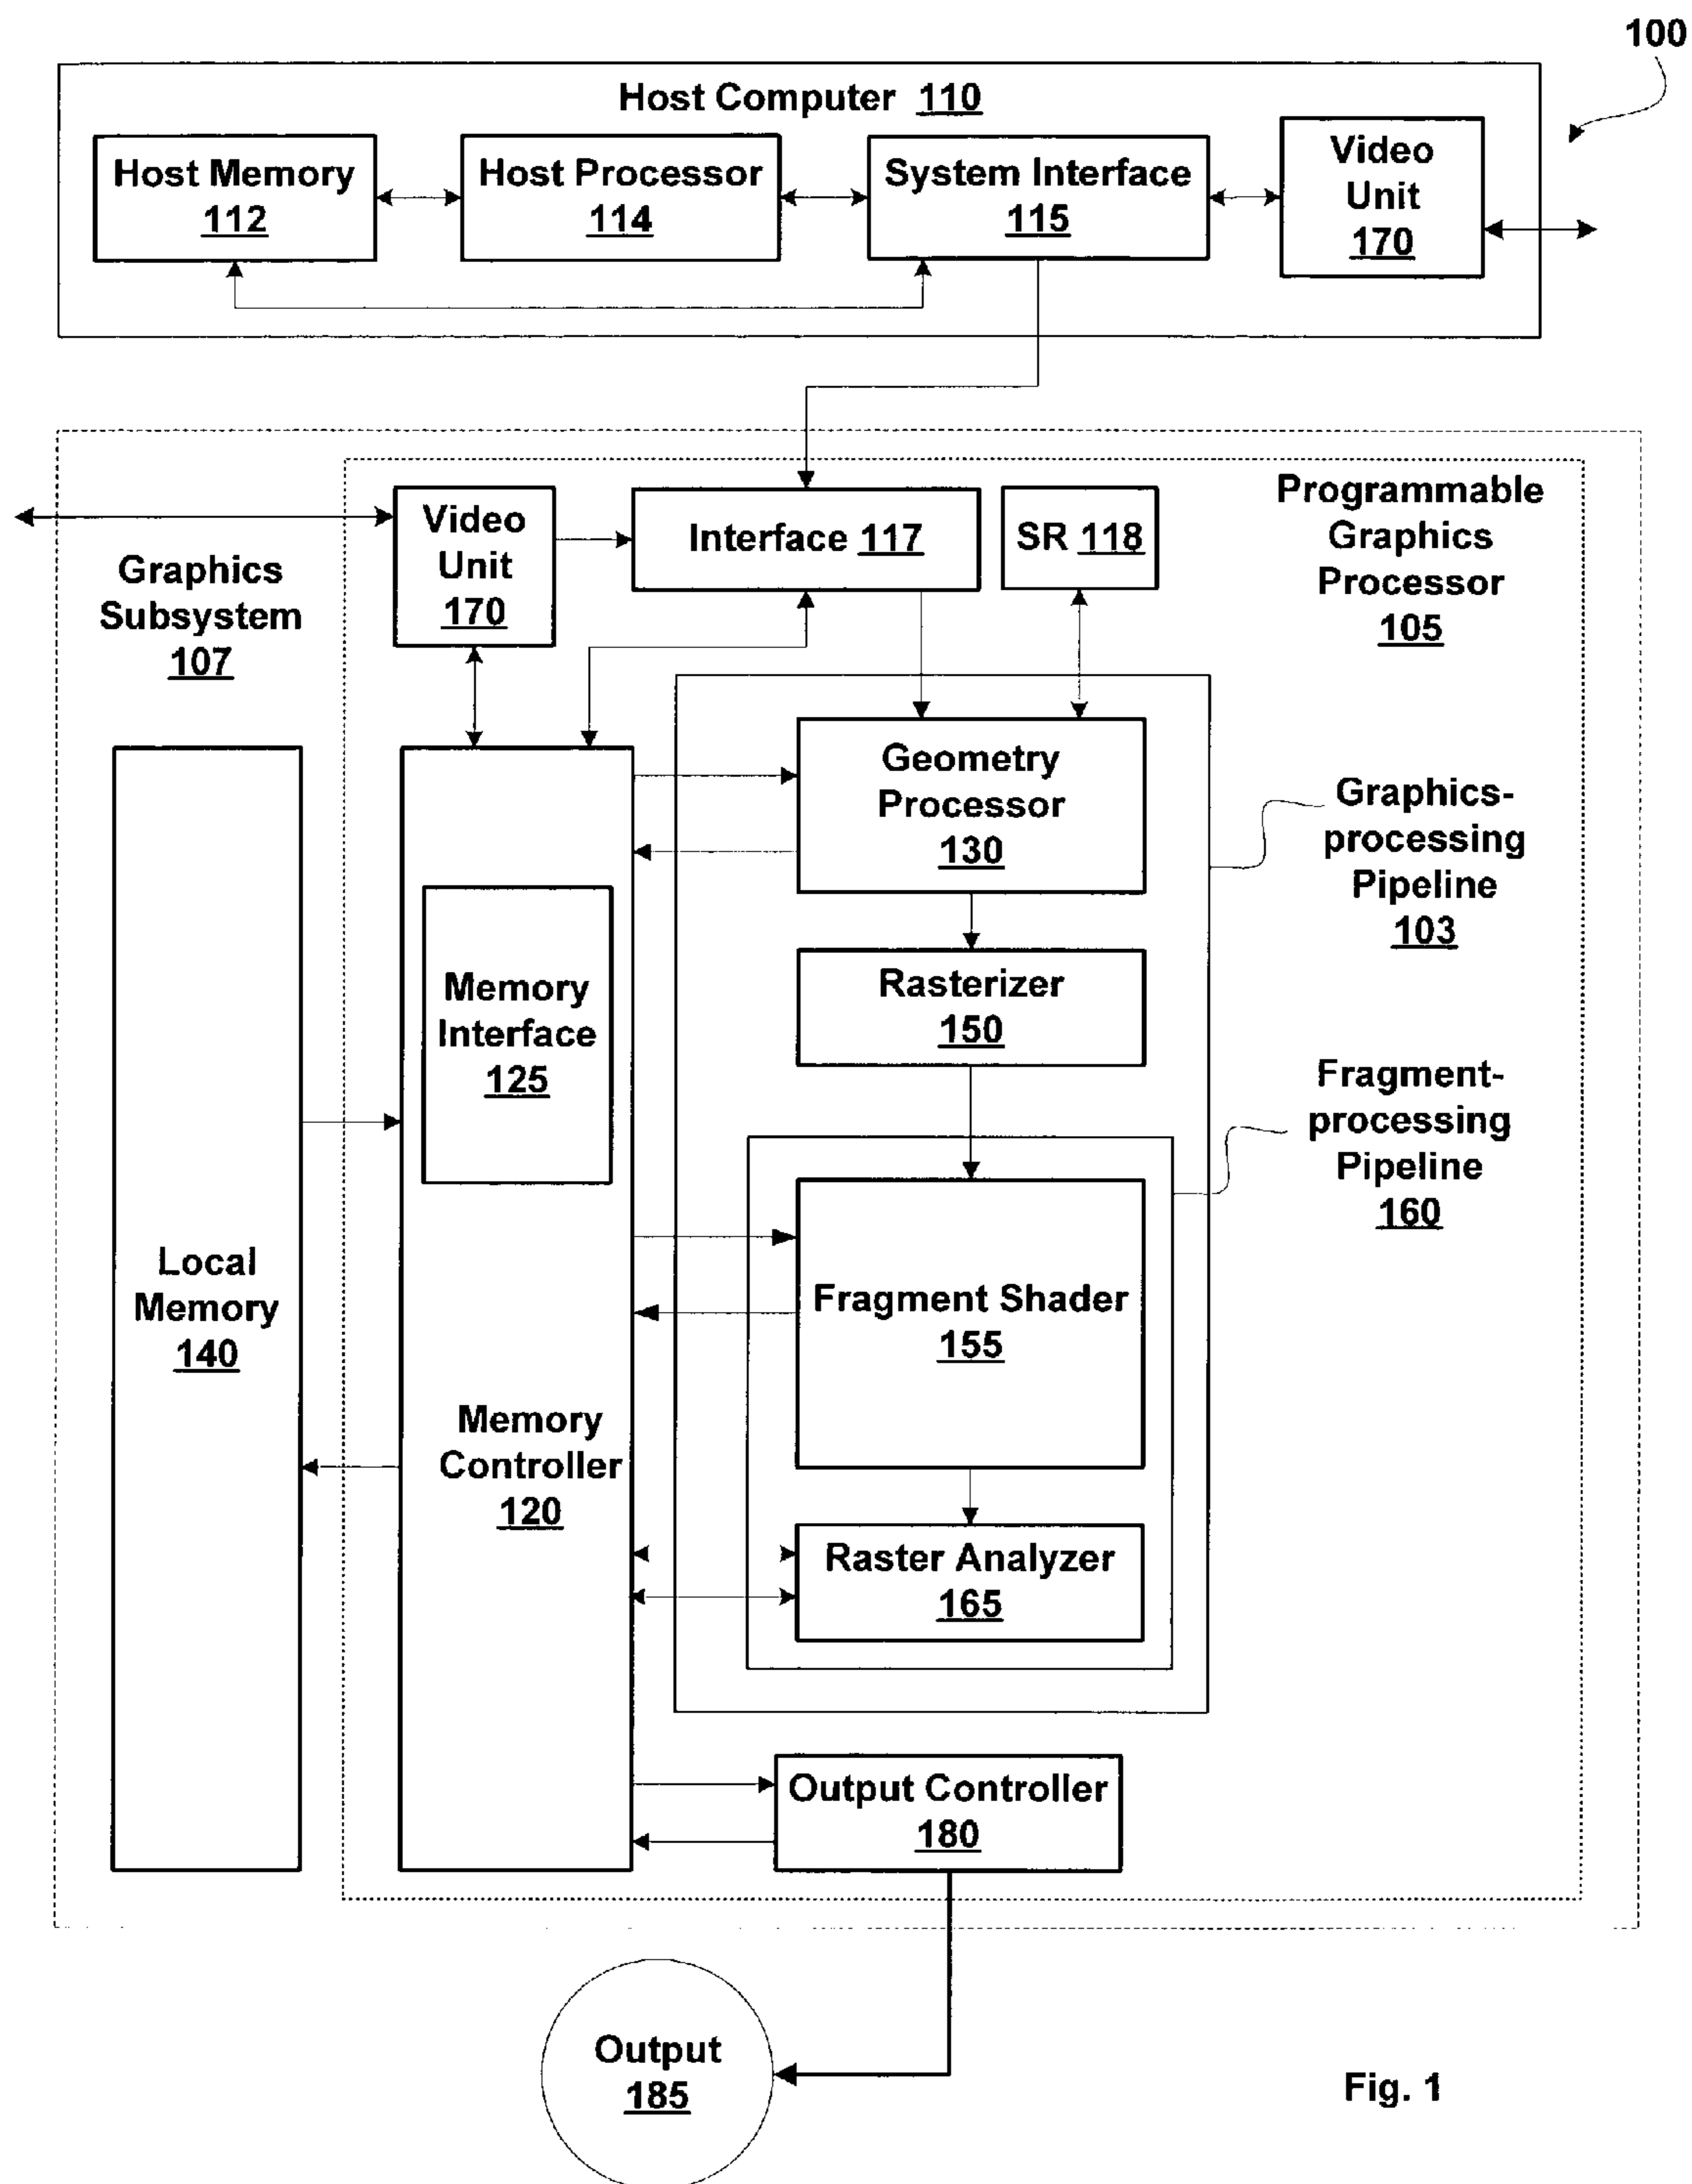 100
Host Computer 110
Host Memory
112
Host Processor
114
System Interface
115
Video
Unit
170
Programmable
Graphics
Processor
105
Video
Unit
170
Interface 117
SR 118
Graphics
Subsystem
107
Geometry
Processor
130
Graphics-
processing
Pipeline
103
Memory
Interface
125
Rasterizer
150
Fragment-
processing
Pipeline
160
Local
Memory
140
Fragment Shader
155
Memory
Controller
120
Raster Analyzer
165
Output Controller
180
Output
185
Fig. 1